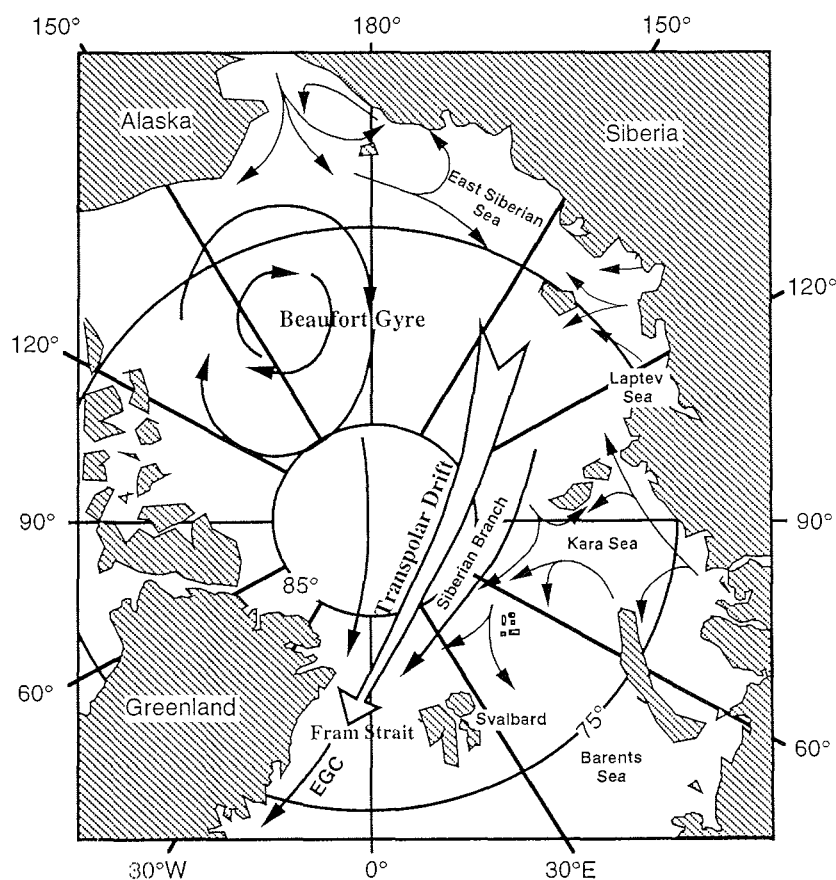 150°
180°
150°
Alaska
Siberia
East Siberian
Sea
120°
Beaufort Gyre
120°
Laptev
Sea
Transpolar Drift
Siberian Branch
90°
90°
Kara Sea
85°
60°
Greenland
Svalbard
75°
Fram Strait
60°
Barents
Sea
EGC
30°W
0°
30°E